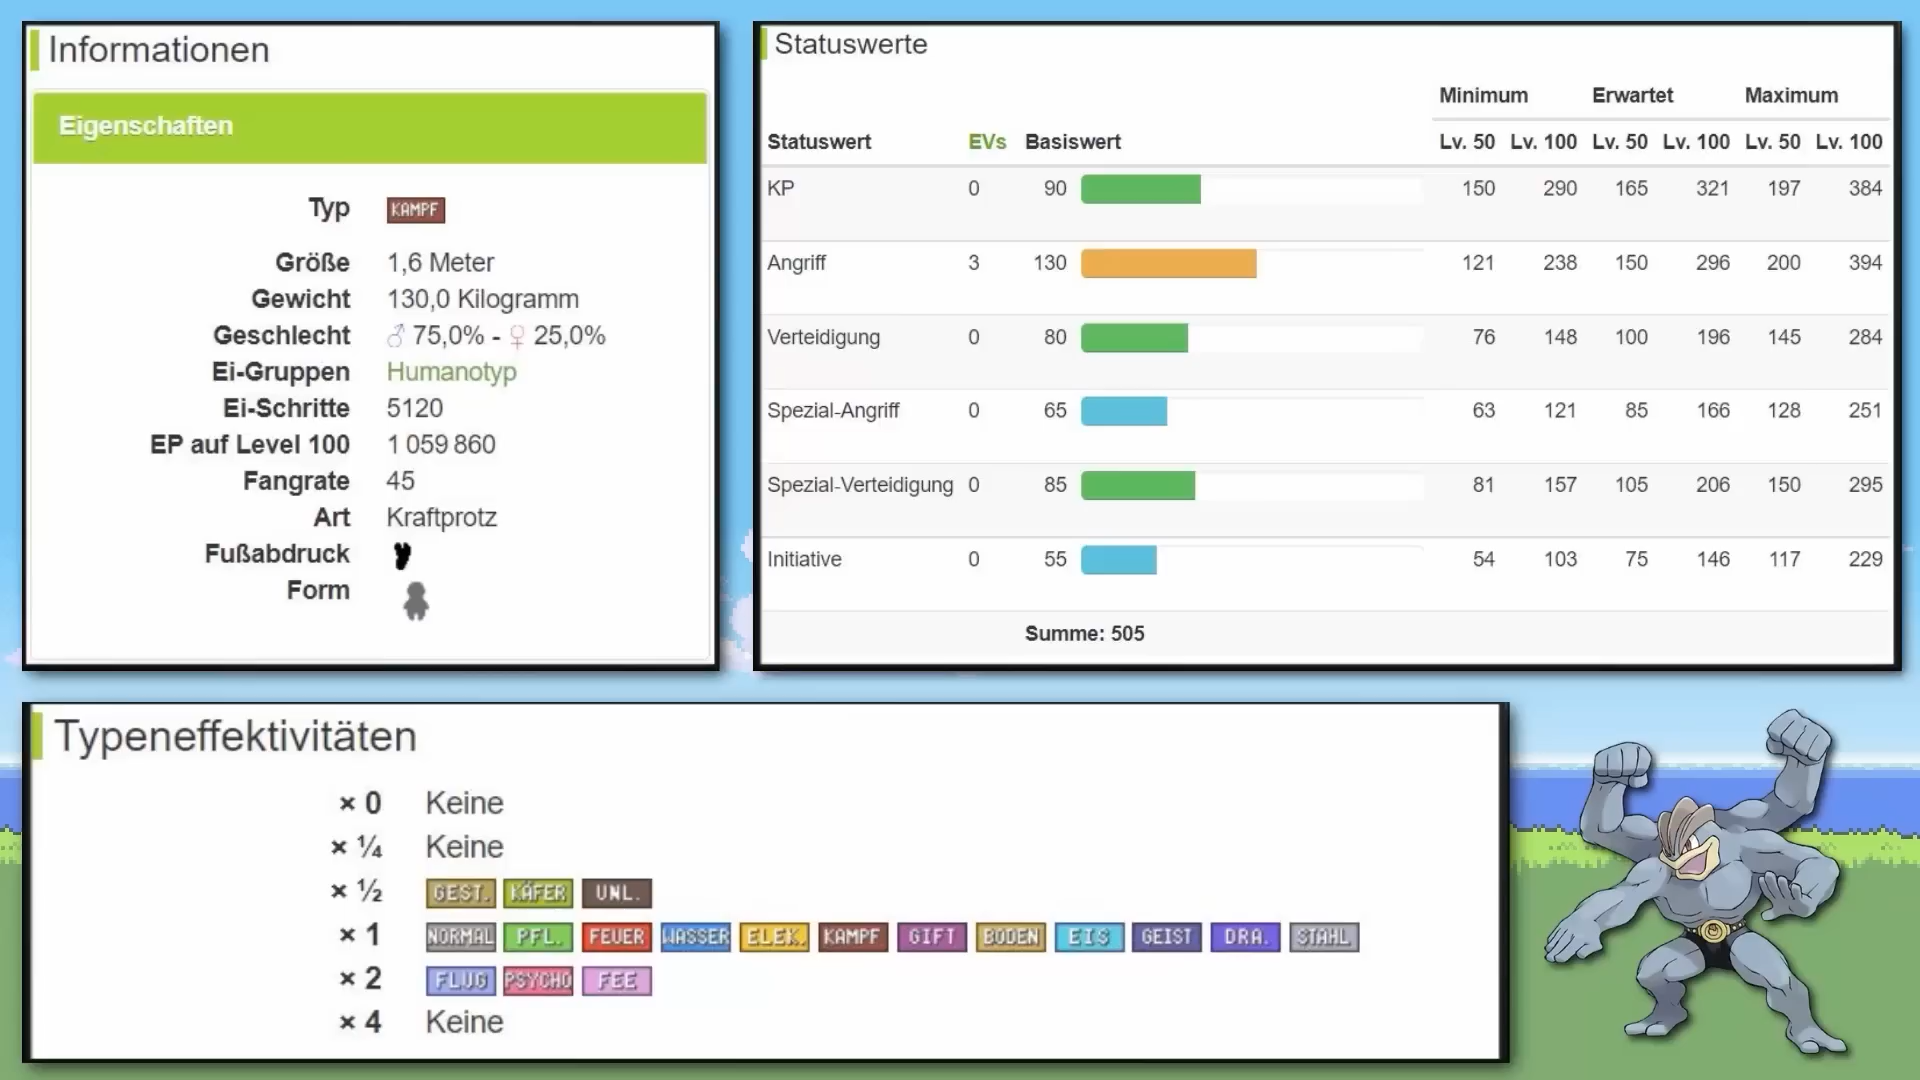 Informationen
Eigenschaften
Typ KAMPF
Größe 1,6 Meter
Gewicht 130,0 Kilogramm
Geschlecht ♂ 75,0% - ♀ 25,0%
Ei-Gruppen Humanotyp
Ei-Schritte 5120
EP auf Level 100 1 059 860
Fangrate 45
Art Kraftprotz
Fußabdruck
Form
Statuswerte
Minimum Erwartet Maximum
Statuswert EVs Basiswert Lv. 50 Lv. 100 Lv. 50 Lv. 100 Lv. 50 Lv. 100
KP 0 90 150 290 165 321 197 384
Angriff 3 130 121 238 150 296 200 394
Verteidigung 0 80 76 148 100 196 145 284
Spezial-Angriff 0 65 63 121 85 166 128 251
Spezial-Verteidigung 0 85 81 157 105 206 150 295
Initiative 0 55 54 103 75 146 117 229
Summe: 505
Typeneffektivitäten
× 0 Keine
× ¼ Keine
× ½ GEST. KÄFER UNL.
× 1 NORMAL PFL. FEUER WASSER ELEK. KAMPF GIFT BODEN EIS GEIST DRA. STAHL
× 2 FLUG PSYCHO FEE
× 4 Keine